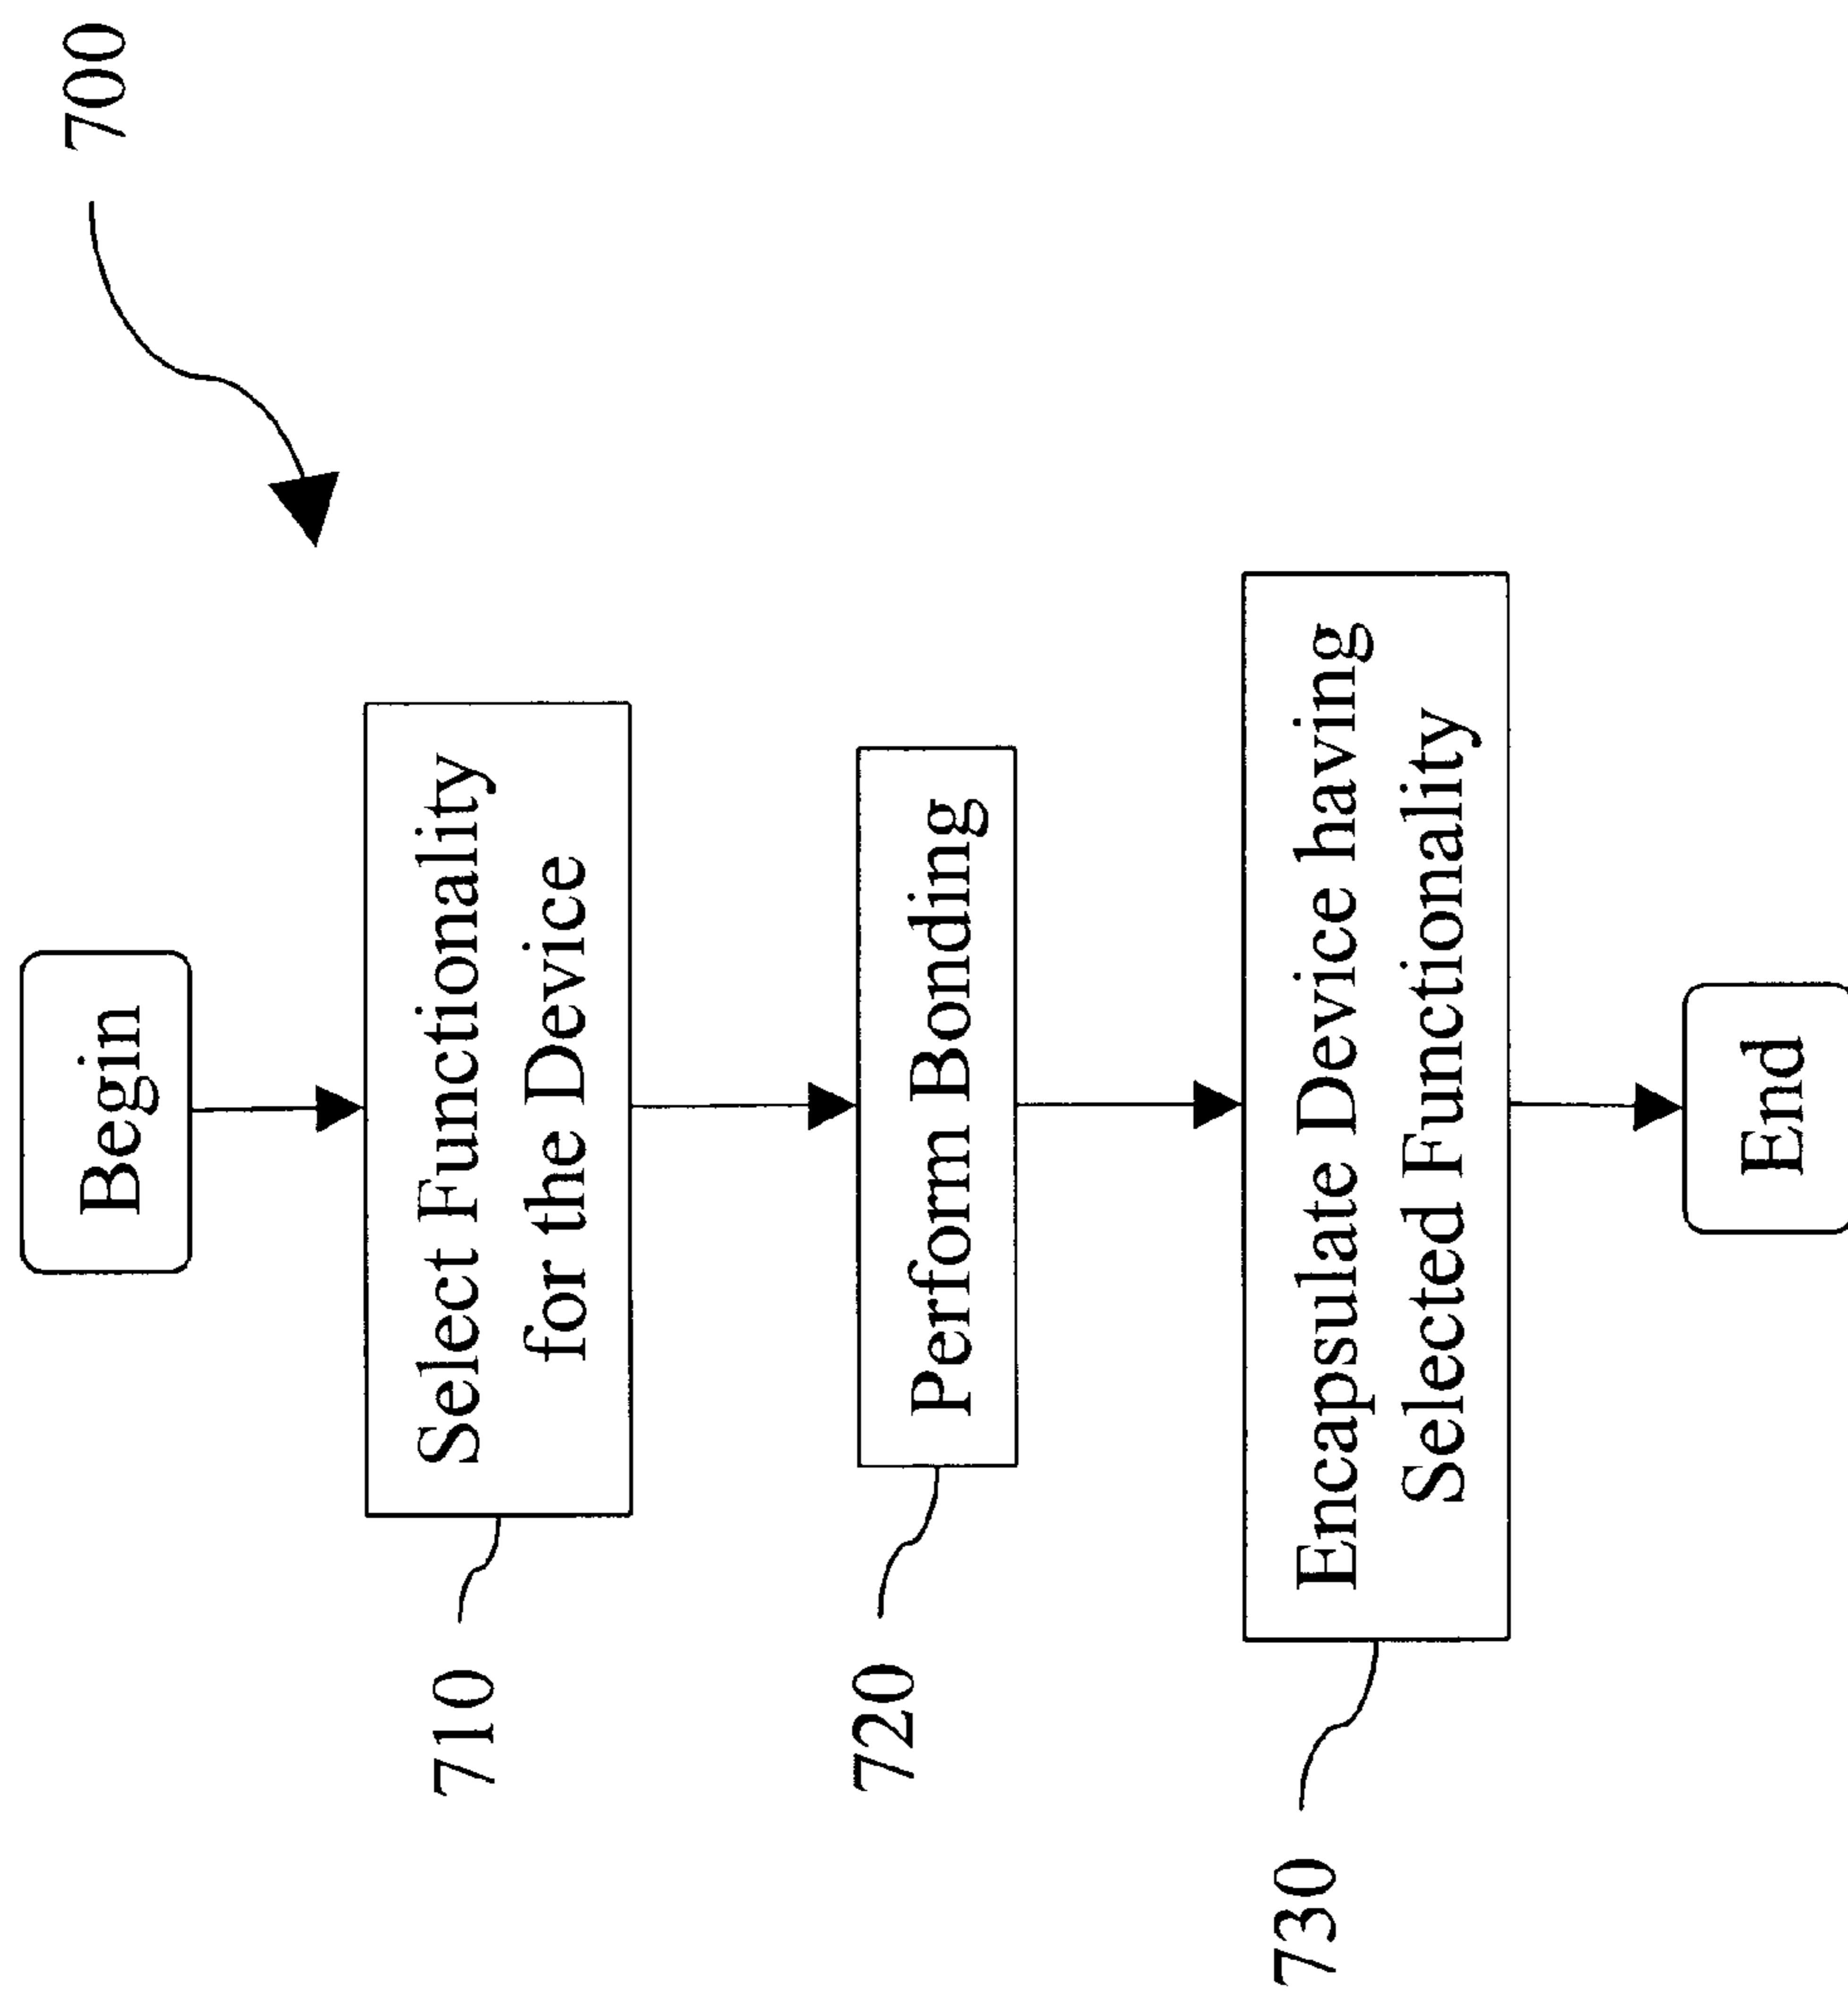 700
Begin
710
Select Functionality
for the Device
720
Perform Bonding
730
Encapsulate Device having
Selected Functionality
End